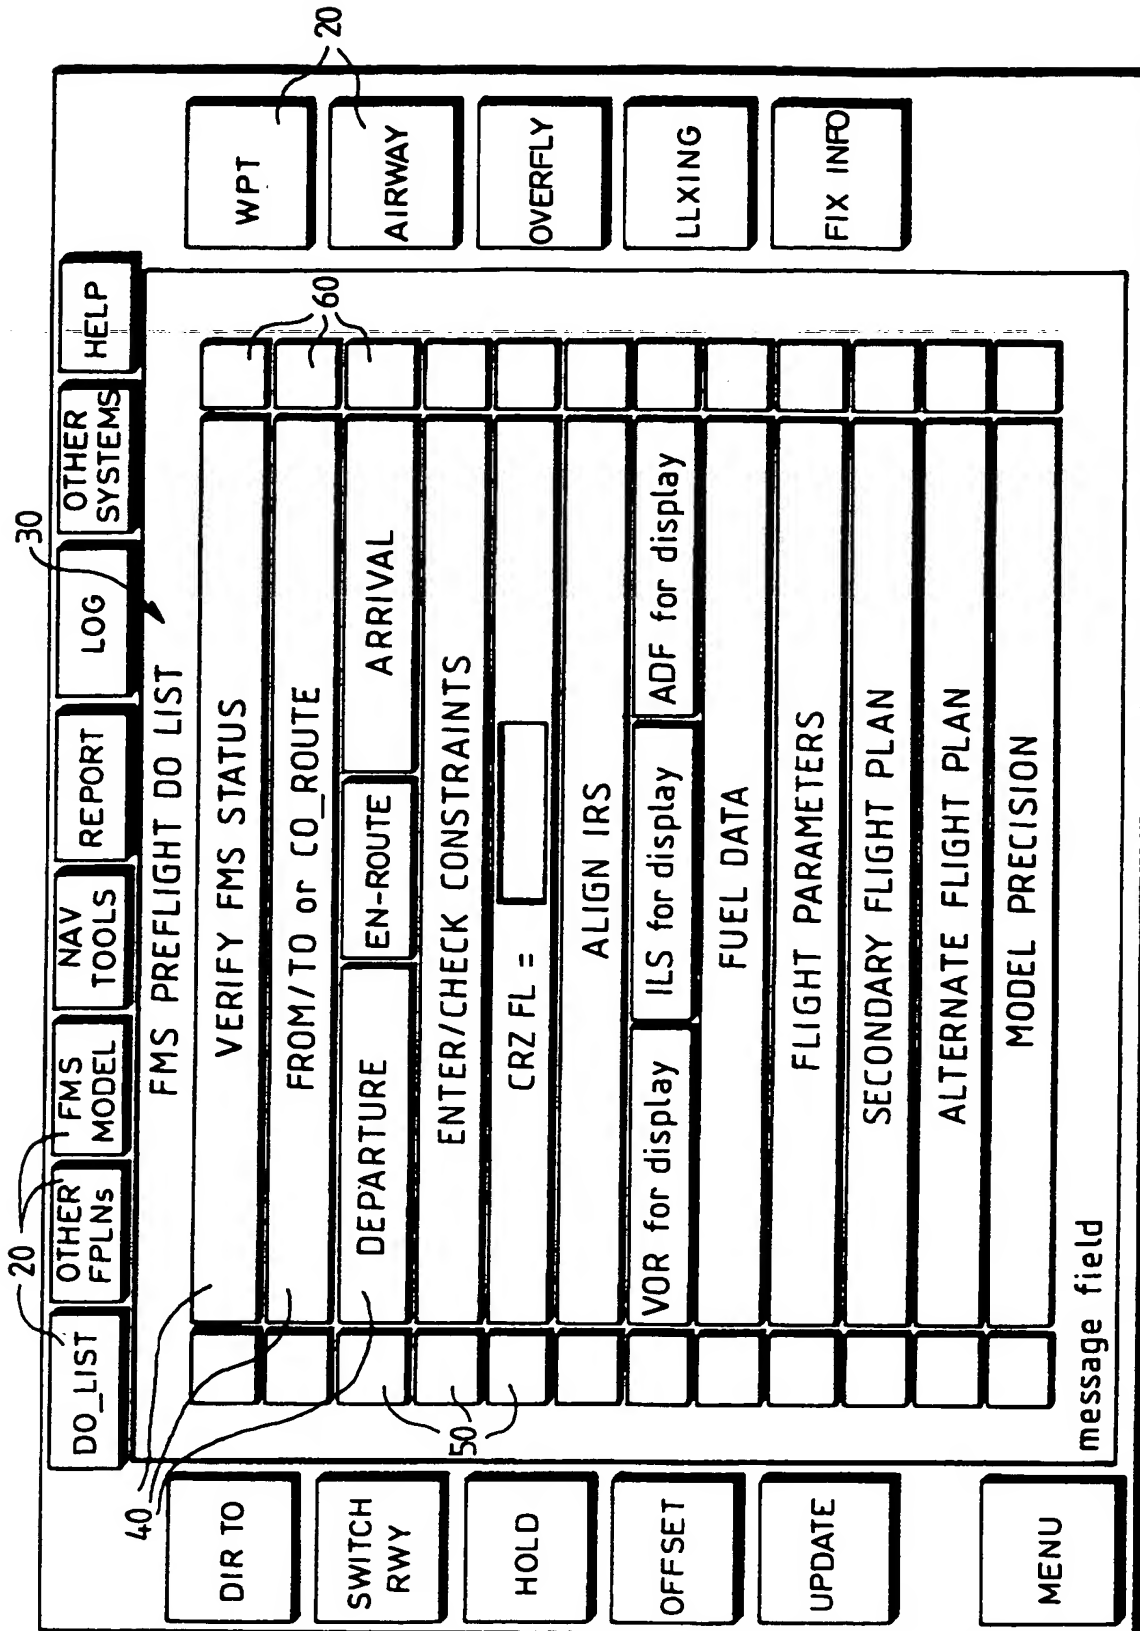 20
30
DO_LIST
OTHER
FPLNs
FMS
MODEL
NAV
TOOLS
REPORT
LOG
OTHER
SYSTEMS
HELP
20
40
DIR TO
SWITCH
RWY
HOLD
OFFSET
UPDATE
MENU
FMS PREFLIGHT DO LIST
VERIFY FMS STATUS
FROM/TO or CO_ROUTE
DEPARTURE
EN-ROUTE
ARRIVAL
ENTER/CHECK CONSTRAINTS
CRZ FL =
ALIGN IRS
VOR for display
ILS for display
ADF for display
FUEL DATA
FLIGHT PARAMETERS
SECONDARY FLIGHT PLAN
ALTERNATE FLIGHT PLAN
MODEL PRECISION
50
60
message field
WPT
AIRWAY
OVERFLY
LLXING
FIX INFO